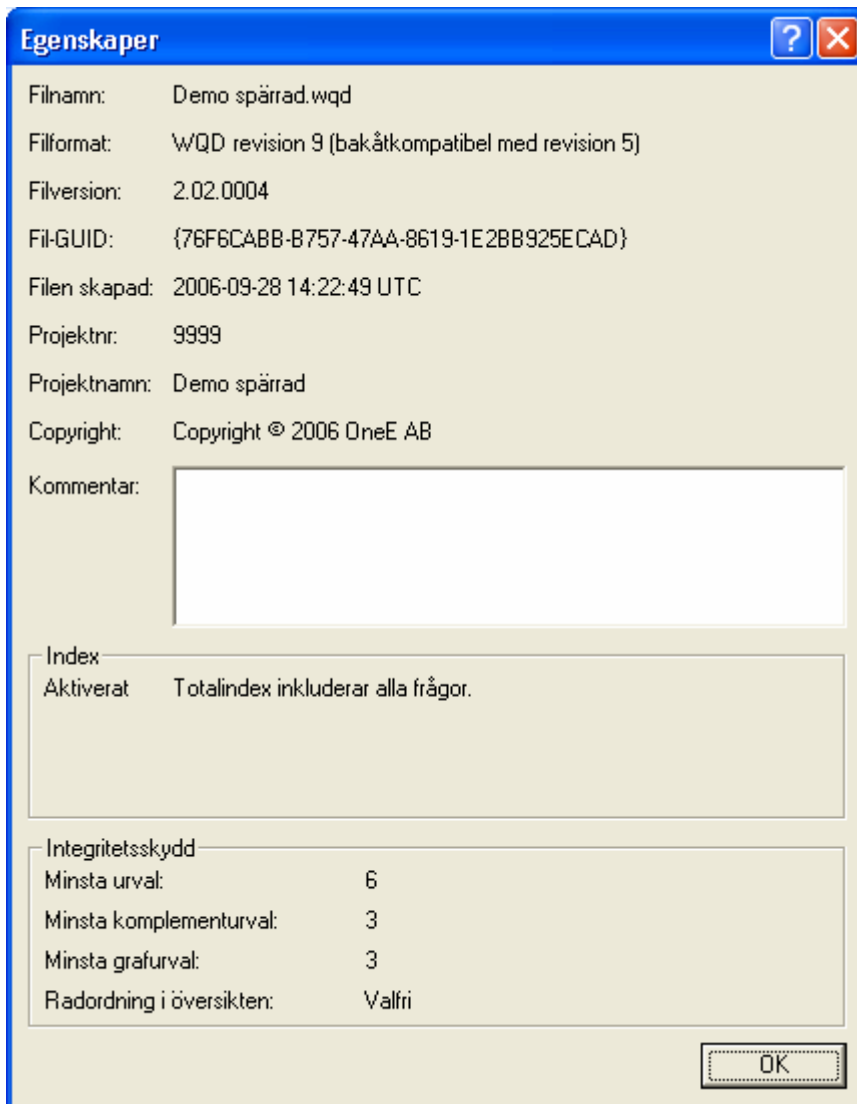 Egenskaper
Filnamn: Demo spärrad.wqd
Filformat: WQD revision 9 (bakåtkompatibel med revision 5)
Filversion: 2.02.0004
Fil-GUID: {76F6CABB-B757-47AA-8619-1E2BB925ECAD}
Filen skapad: 2006-09-28 14:22:49 UTC
Projektnr: 9999
Projektnamn: Demo spärrad
Copyright: Copyright © 2006 OneE AB
Kommentar:
Index
Aktiverat Totalindex inkluderar alla frågor.
Integritetsskydd
Minsta urval: 6
Minsta komplementurval: 3
Minsta grafurval: 3
Radordning i översikten: Valfri
OK